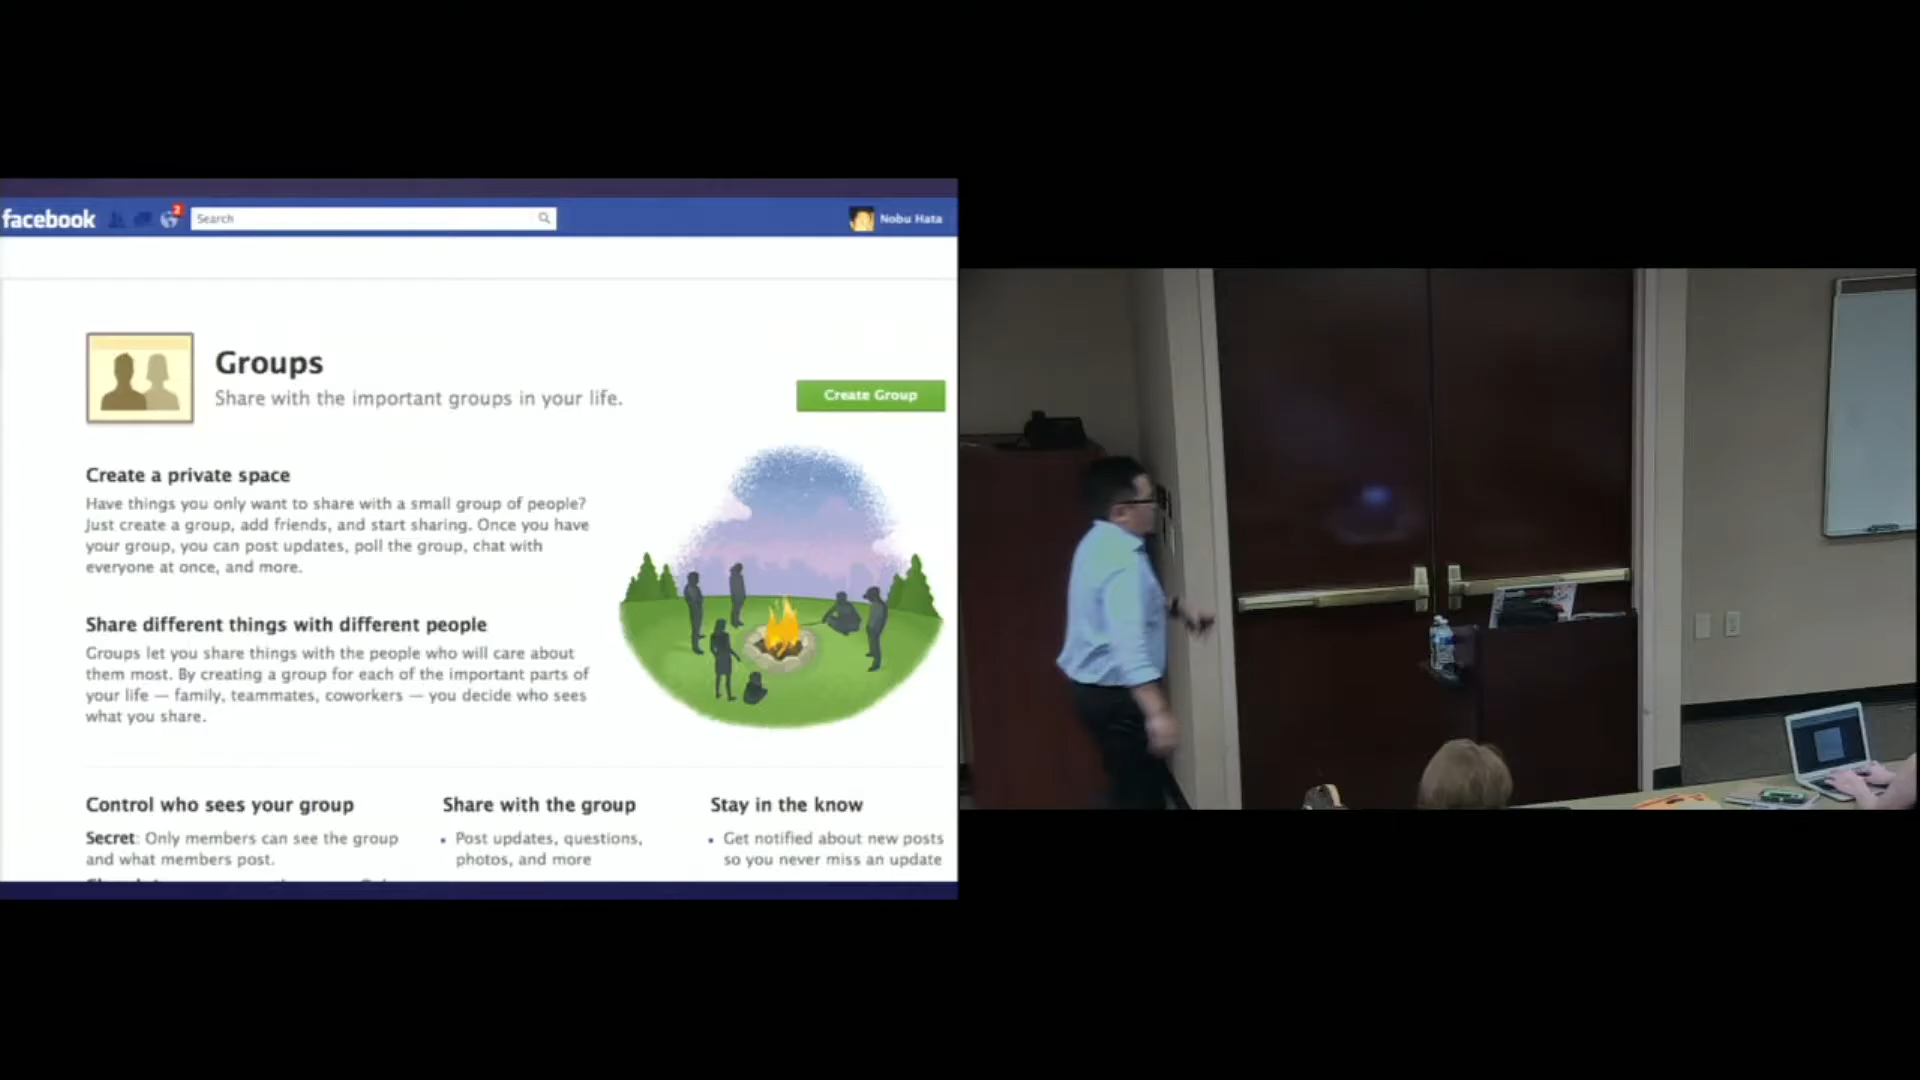 facebook 2 Search Nobu Hata
Groups
Share with the important groups in your life.
Create Group
Create a private space
Have things you only want to share with a small group of people?
Just create a group, add friends, and start sharing. Once you have
your group, you can post updates, poll the group, chat with
everyone at once, and more.
Share different things with different people
Groups let you share things with the people who will care about
them most. By creating a group for each of the important parts of
your life — family, teammates, coworkers — you decide who sees
what you share.
Control who sees your group
Secret: Only members can see the group
and what members post.
Share with the group
• Post updates, questions,
photos, and more
Stay in the know
• Get notified about new posts
so you never miss an update